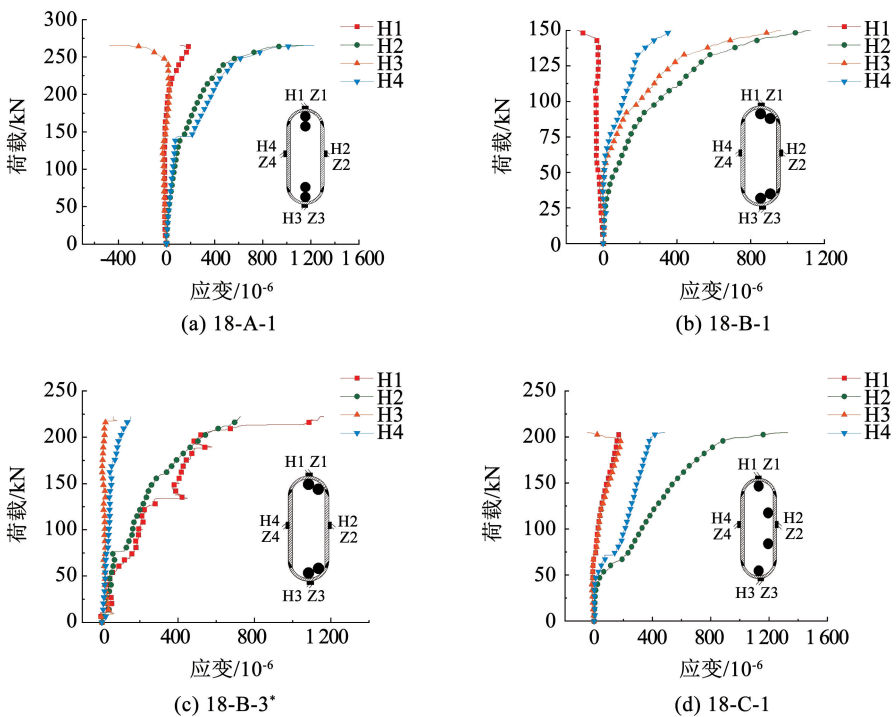 300
250
200
150
100
50
0
荷载/kN
-400 0 400 800 1 200 1 600
应变/10-6
H1
H2
H3
H4
H1 Z1
H4
Z4
H2
Z2
H3 Z3
(a) 18-A-1
150
125
100
75
50
25
0
荷载/kN
0 400 800 1 200
应变/10-6
H1
H2
H3
H4
H1 Z1
H4
Z4
H2
Z2
H3 Z3
(b) 18-B-1
250
200
150
100
50
0
荷载/kN
0 400 800 1 200
应变/10-6
H1
H2
H3
H4
H1 Z1
H4
Z4
H2
Z2
H3 Z3
(c) 18-B-3*
250
200
150
100
50
0
荷载/kN
0 400 800 1 200 1 600
应变/10-6
H1
H2
H3
H4
H1 Z1
H4
Z4
H2
Z2
H3 Z3
(d) 18-C-1